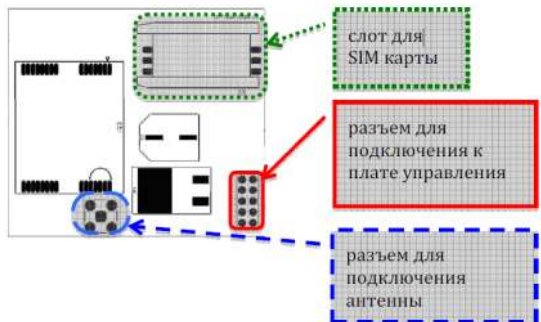 слот для
SIM карты
разъем для
подключения к
плате управления
разъем для
подключения
антенны